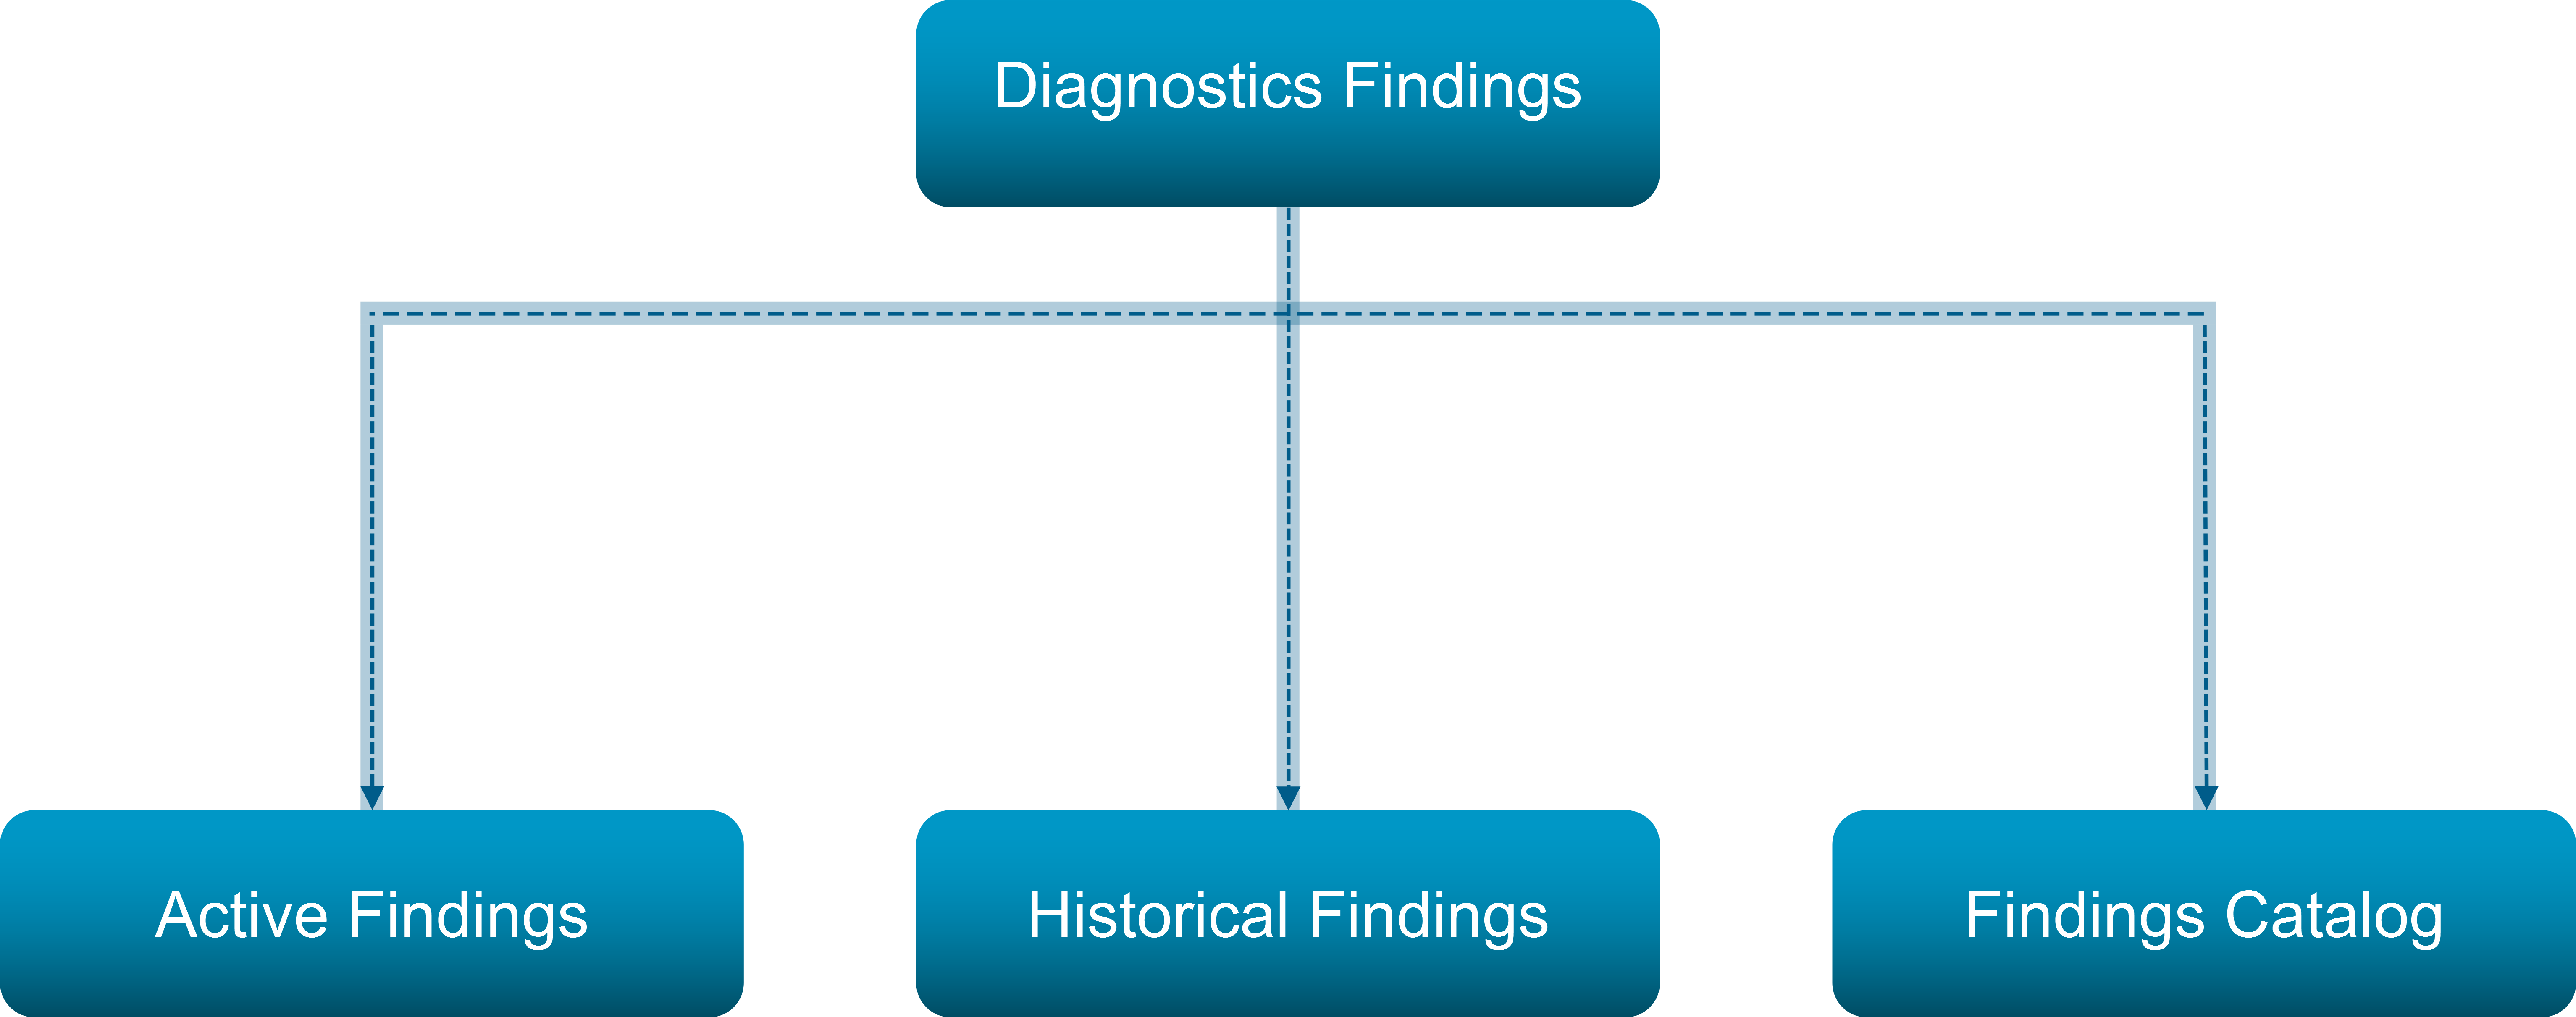 Diagnostics Findings
Active Findings
Historical Findings
Findings Catalog